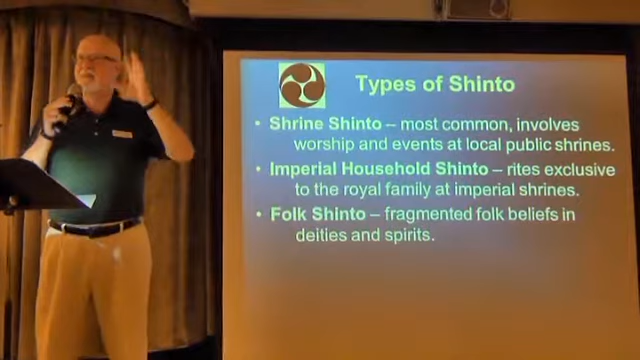 Types of Shinto
• Shrine Shinto – most common, involves
worship and events at local public shrines.
• Imperial Household Shinto – rites exclusive
to the royal family at imperial shrines.
• Folk Shinto – fragmented folk beliefs in
deities and spirits.